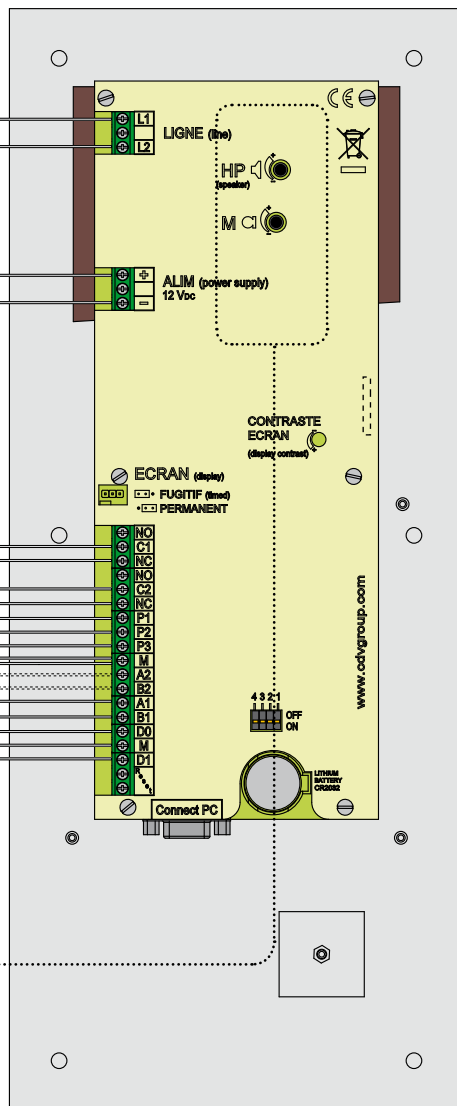 L1
LIGNE (line)
L2
CE
HP
(speaker)
M
+
ALIM (power supply)
12 VDC
−
CONTRASTE
ECRAN
(display contrast)
ECRAN (display)
FUGITIF (timed)
PERMANENT
NO
C1
NC
NO
C2
NC
P1
P2
P3
M
A2
B2
A1
B1
D0
M
D1
R
t
www.cdvgroup.com
4 3 2 1
OFF
ON
LITHIUM
BATTERY
CR2032
Connect PC